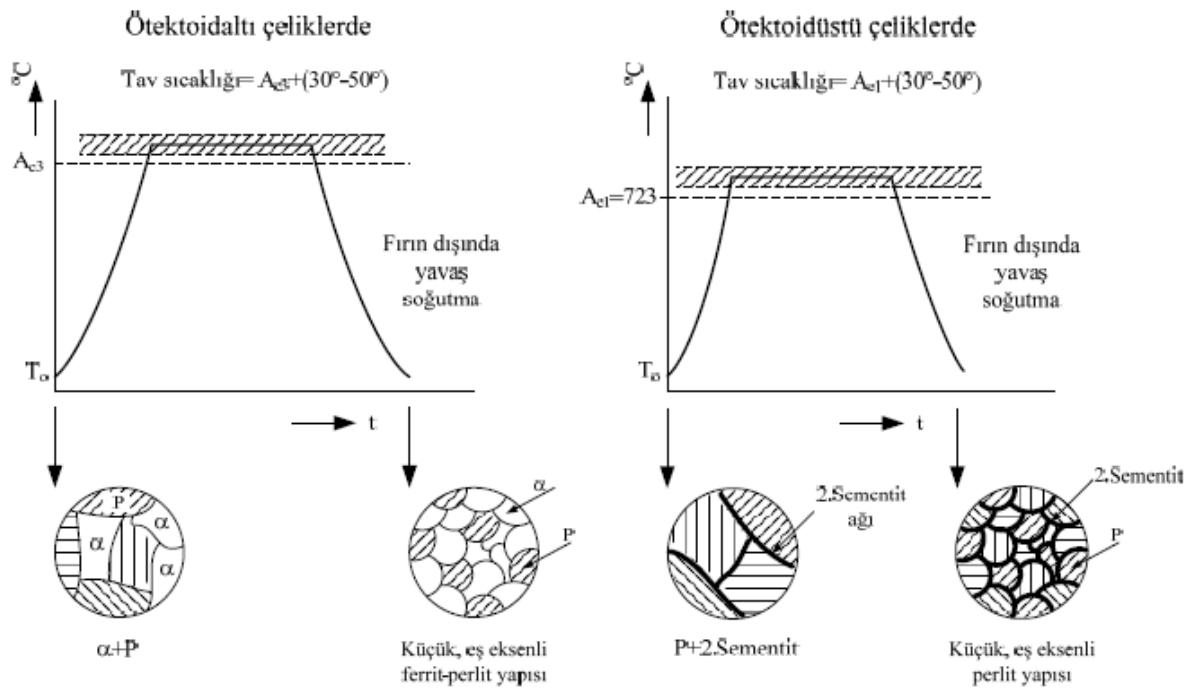 Ötektoidaltı çeliklerde
Tav sıcaklığı= Ac3+(30°-50°)
°C
Ac3
Fırın dışında
yavaş
soğutma
To
t
P
α
α
α
α+P
α
P
Küçük, eş eksenli
ferrit-perlit yapısı
Ötektoidüstü çeliklerde
Tav sıcaklığı= Ac1+(30°-50°)
°C
Ac1=723
Fırın dışında
yavaş
soğutma
To
t
2.Sementit
ağı
P+2.Sementit
2.Sementit
P
Küçük, eş eksenli
perlit yapısı